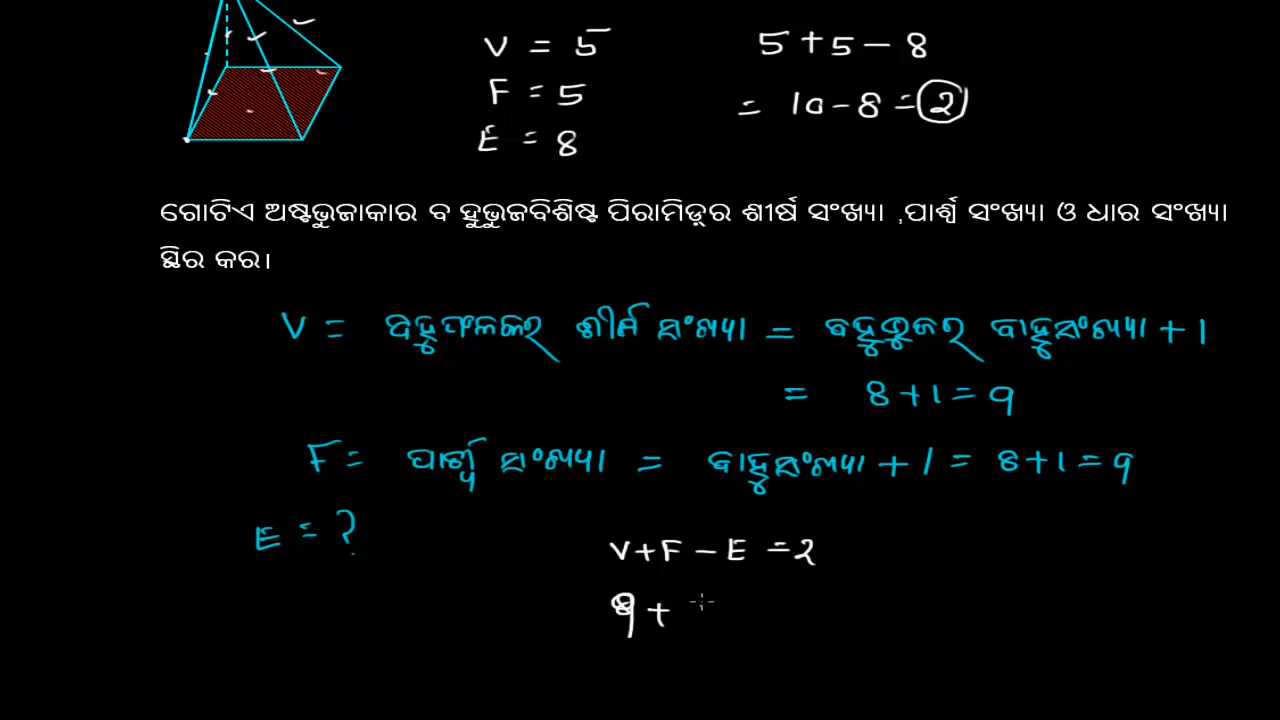 V = 5
5 + 5 - 8
F = 5
= 10 - 8 = 2
E = 8
ଗୋଟିଏ ଅଷ୍ଟଭୁଜାକାର ବ ହୁଭୁଜବିଶିଷ୍ଟ ପିରାମିଡ୍ର ଶୀର୍ଷ ସଂଖ୍ୟା ,ପାର୍ଶ୍ୱ ସଂଖ୍ୟା ଓ ଧାର ସଂଖ୍ୟା
ସ୍ଥିର କର।
V = ବହୁଫଳକର ଶୀର୍ଷ ସଂଖ୍ୟା = ବହୁଭୁଜର ବାହୁସଂଖ୍ୟା + 1
= 8 + 1 = 9
F = ପାର୍ଶ୍ୱ ସଂଖ୍ୟା = ବାହୁସଂଖ୍ୟା + 1 = 8 + 1 = 9
E = ?
V + F - E = 2
9 +